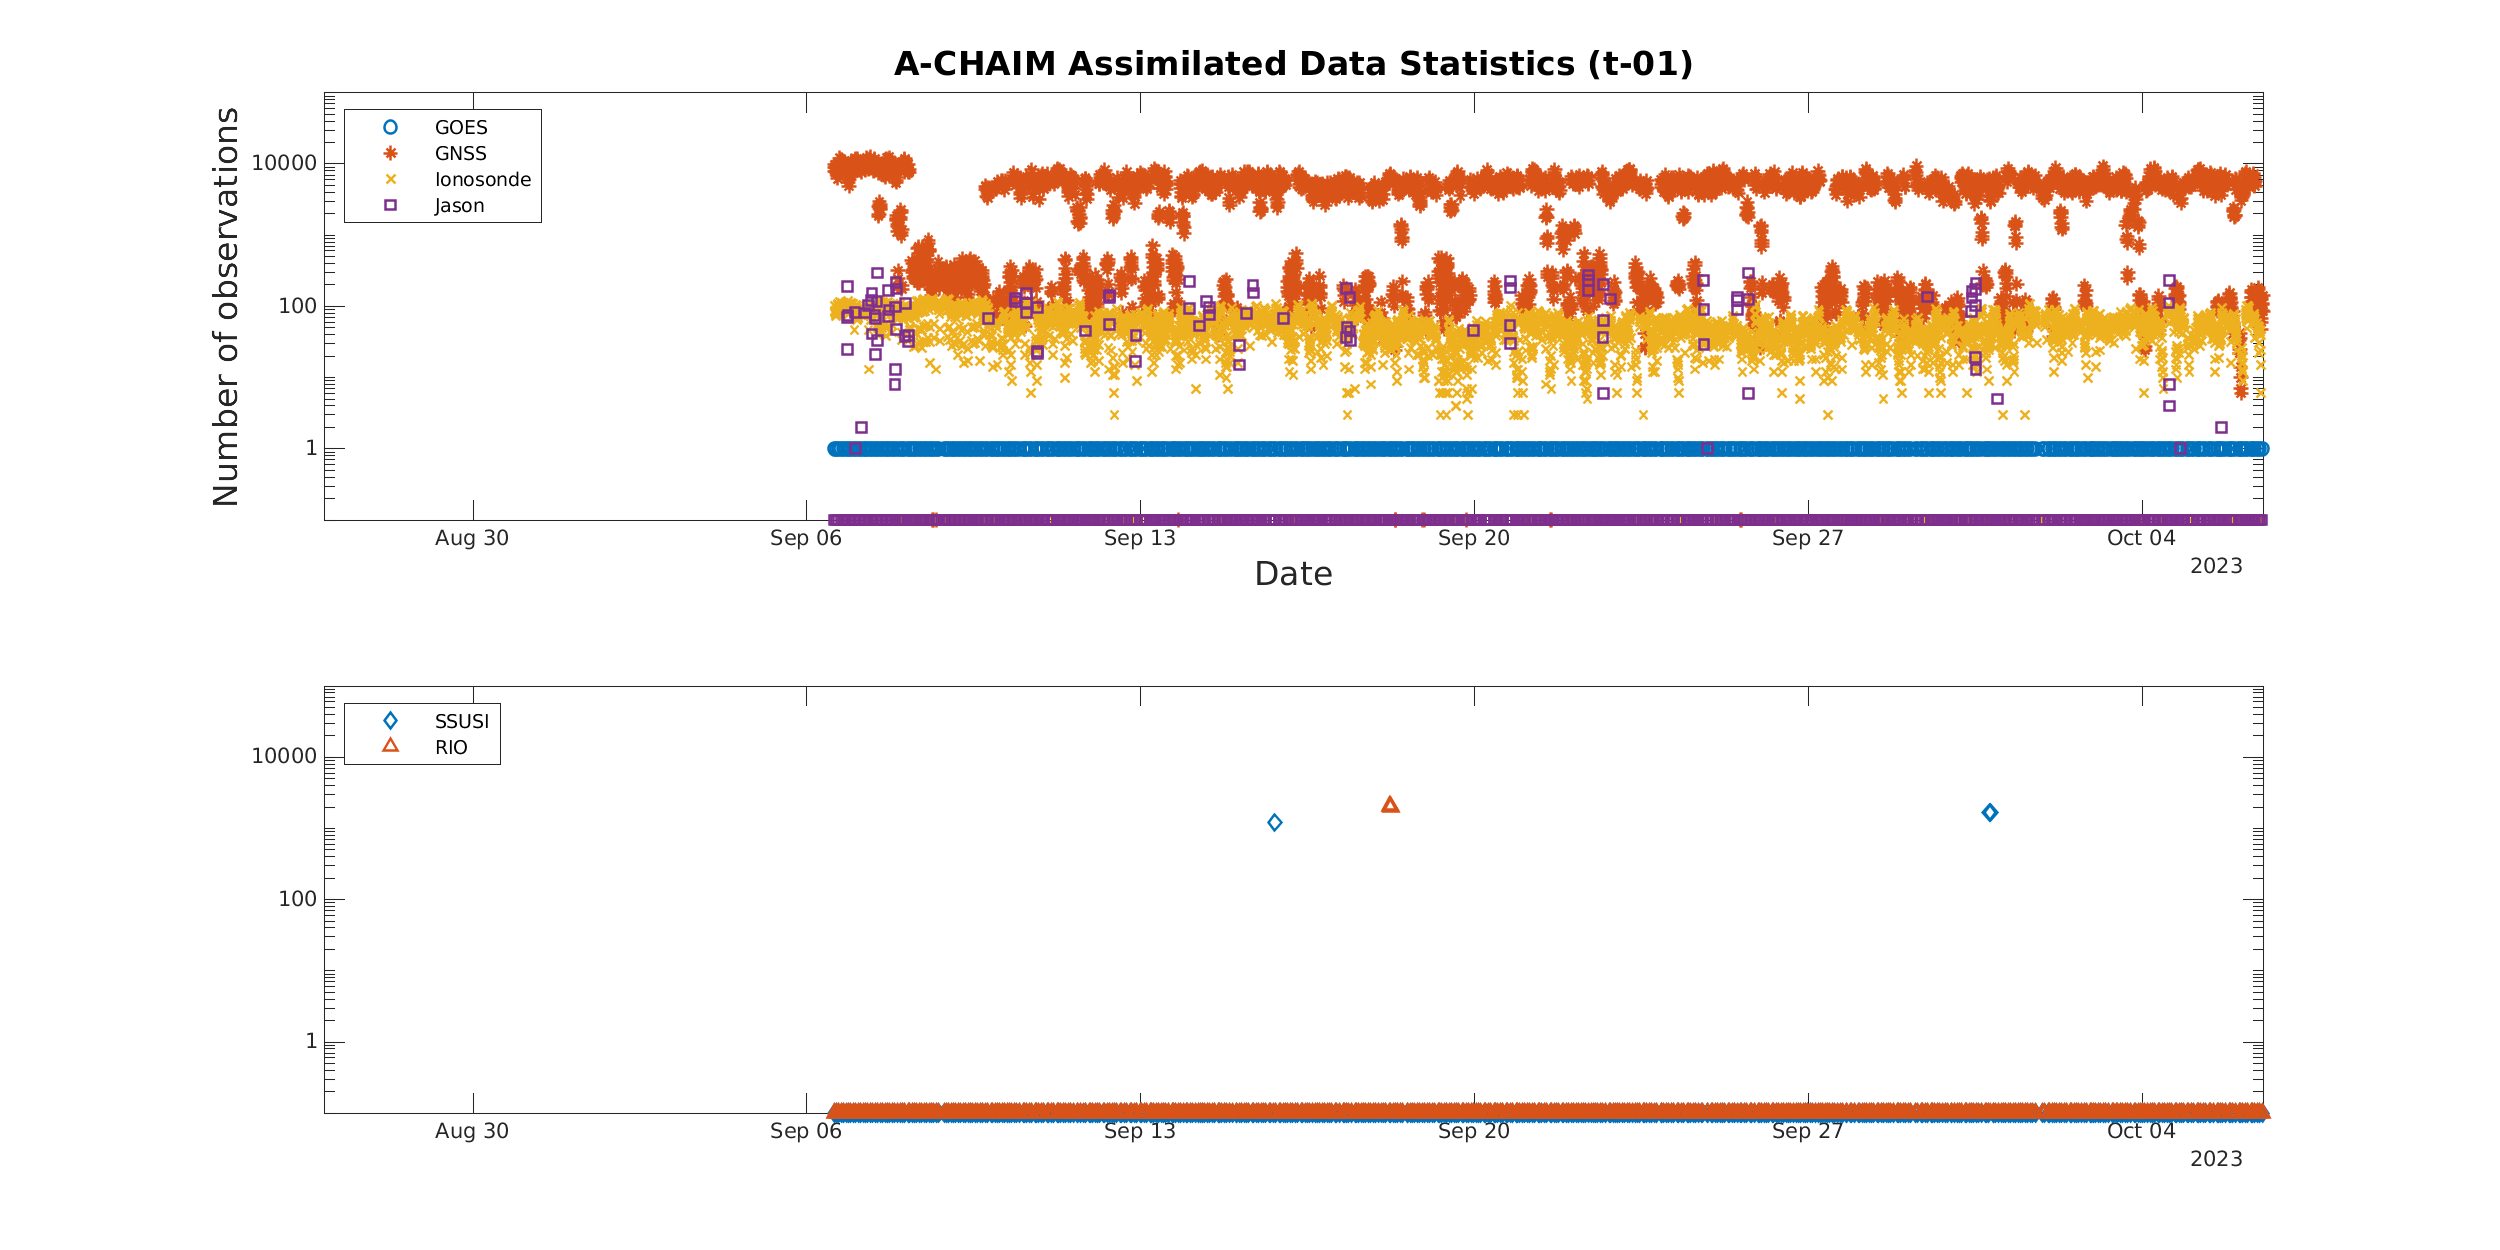 A-CHAIM Assimilated Data Statistics (t-01)
Number of observations
10000
100
1
GOES
GNSS
Ionosonde
Jason
Aug 30
Sep 06
Sep 13
Sep 20
Sep 27
Oct 04
2023
Date
10000
100
1
SSUSI
RIO
Aug 30
Sep 06
Sep 13
Sep 20
Sep 27
Oct 04
2023